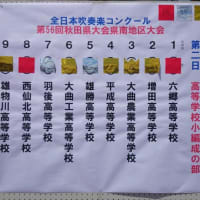 全日本吹奏楽コンクール
第56回秋田県大会県南地区大会
第二日
高等学校小編成の部
1 六郷高等学校
2 増田高等学校
3 大曲農業高等学校
4 平成高等学校
5 雄勝高等学校
6 大曲工業高等学校
7 羽後高等学校
8 西仙北高等学校
9 雄物川高等学校